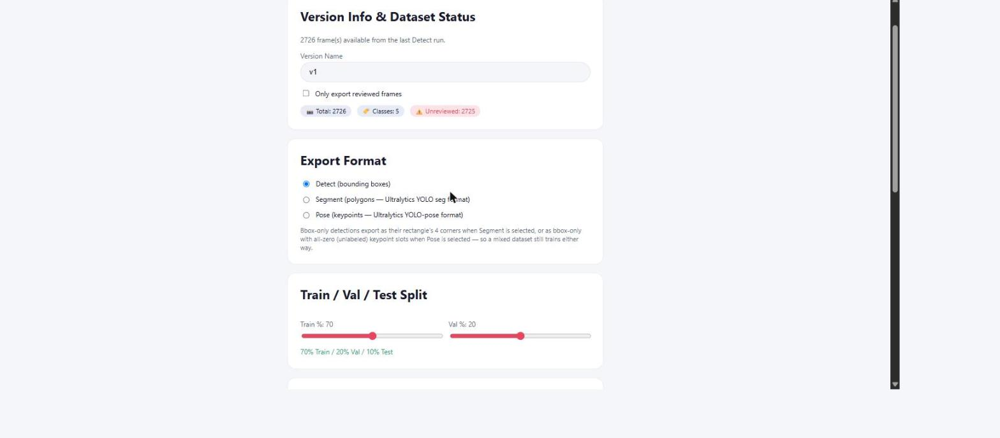 Version Info & Dataset Status
2726 frame(s) available from the last Detect run.
Version Name
v1
Only export reviewed frames
Total: 2726
Classes: 5
Unreviewed: 2725
Export Format
Detect (bounding boxes)
Segment (polygons — Ultralytics YOLO seg format)
Pose (keypoints — Ultralytics YOLO-pose format)
Bbox-only detections export as their rectangle's 4 corners when Segment is selected, or as bbox-only
with all-zero (unlabeled) keypoint slots when Pose is selected — so a mixed dataset still trains either
way.
Train / Val / Test Split
Train %: 70
Val %: 20
70% Train / 20% Val / 10% Test